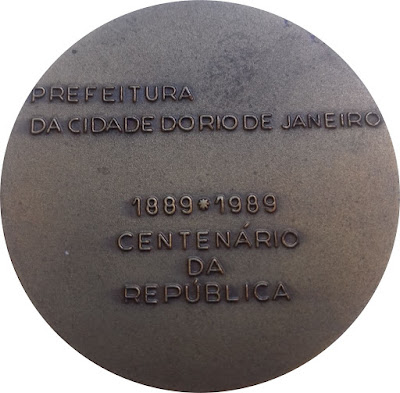 PREFEITURA
DA CIDADE DO RIO DE JANEIRO
1889*1989
CENTENÁRIO
DA
REPÚBLICA